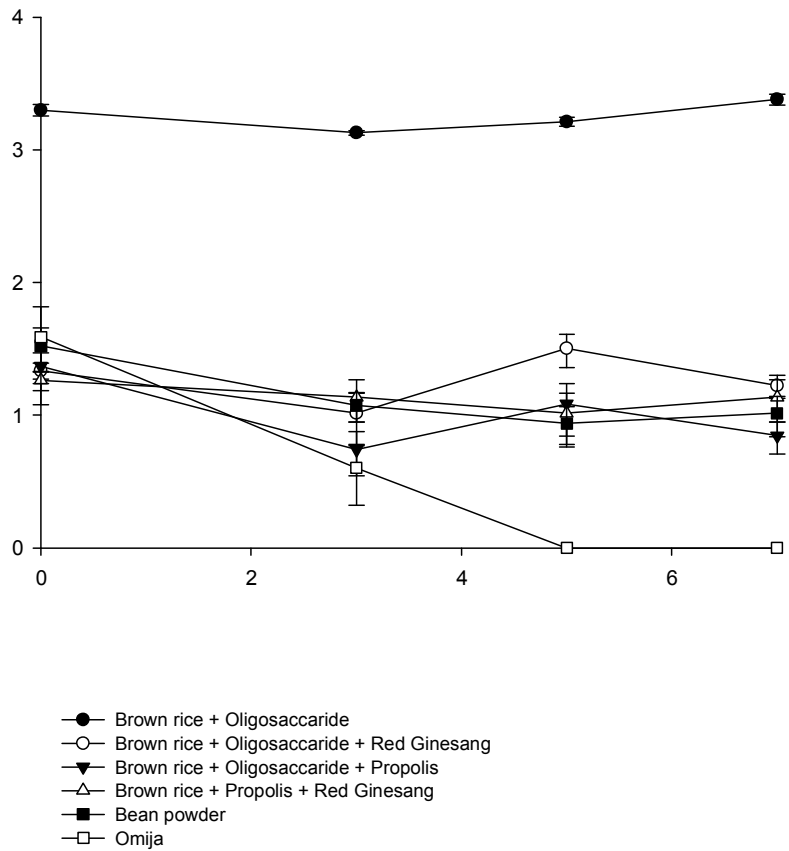 4
3
2
1
0
0 2 4 6
Brown rice + Oligosaccaride
Brown rice + Oligosaccaride + Red Ginesang
Brown rice + Oligosaccaride + Propolis
Brown rice + Propolis + Red Ginesang
Bean powder
Omija